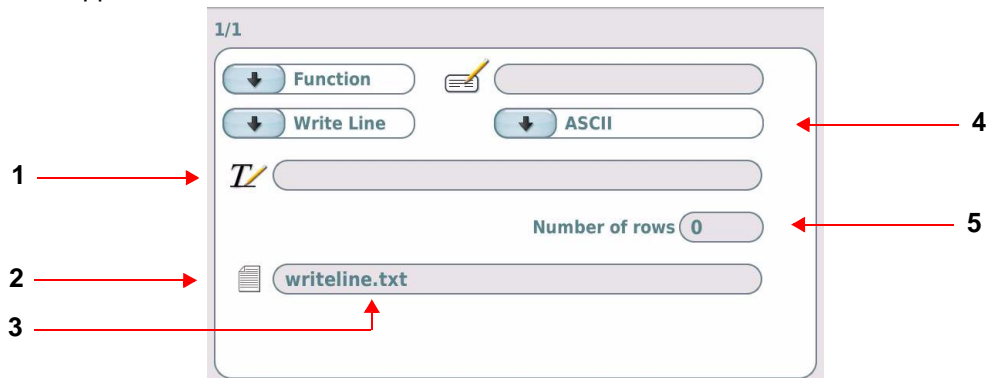 1/1
Function
Write Line ASCII 4
1 T
Number of rows 0 5
2 writeline.txt
3